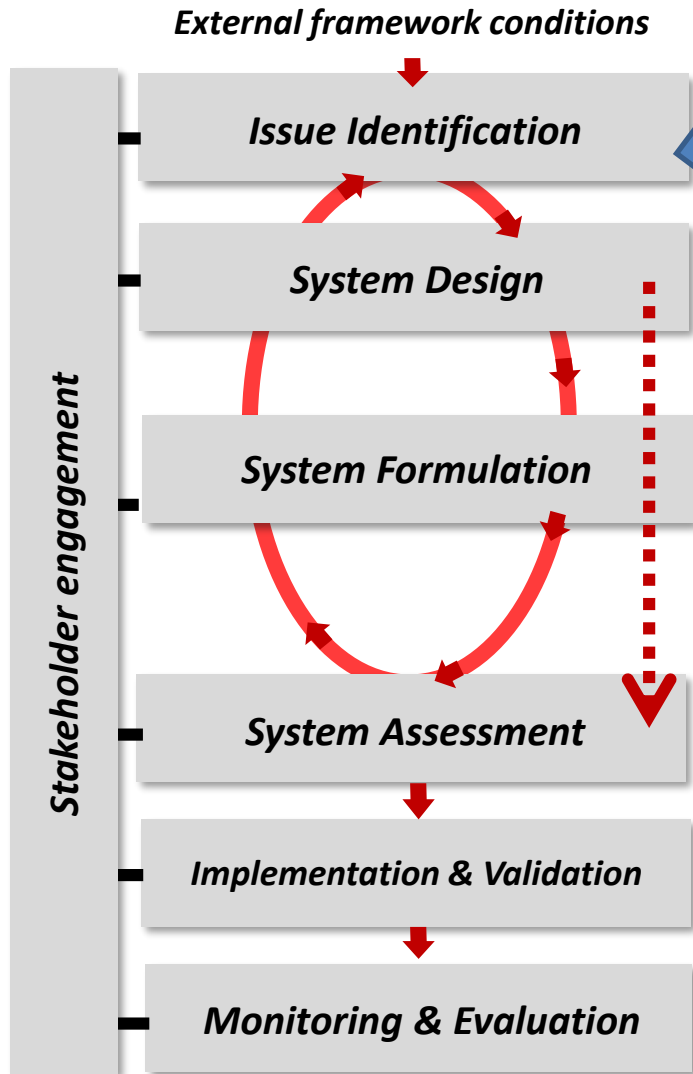 External framework conditions
Issue Identification
System Design
System Formulation
System Assessment
Implementation & Validation
Monitoring & Evaluation
Stakeholder engagement